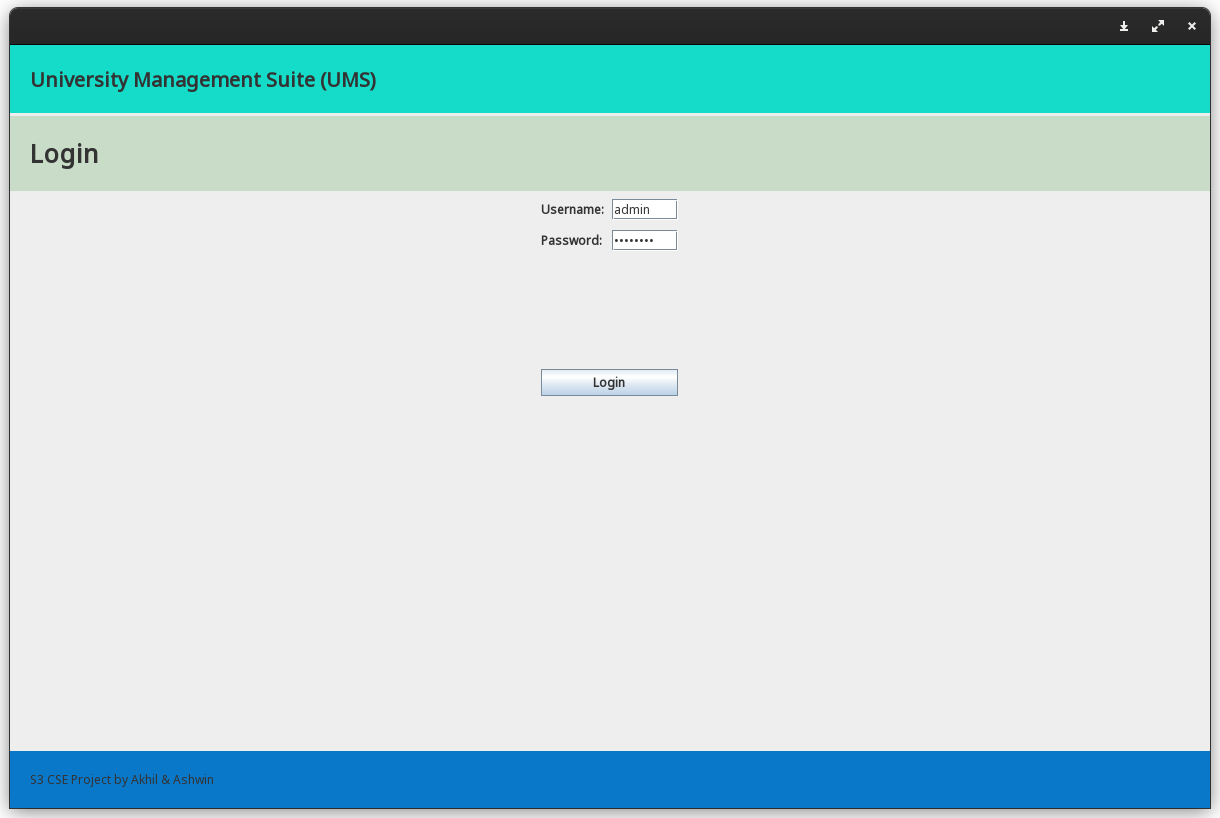 University Management Suite (UMS)
Login
Username: admin
Password: ••••••••
Login
S3 CSE Project by Akhil & Ashwin